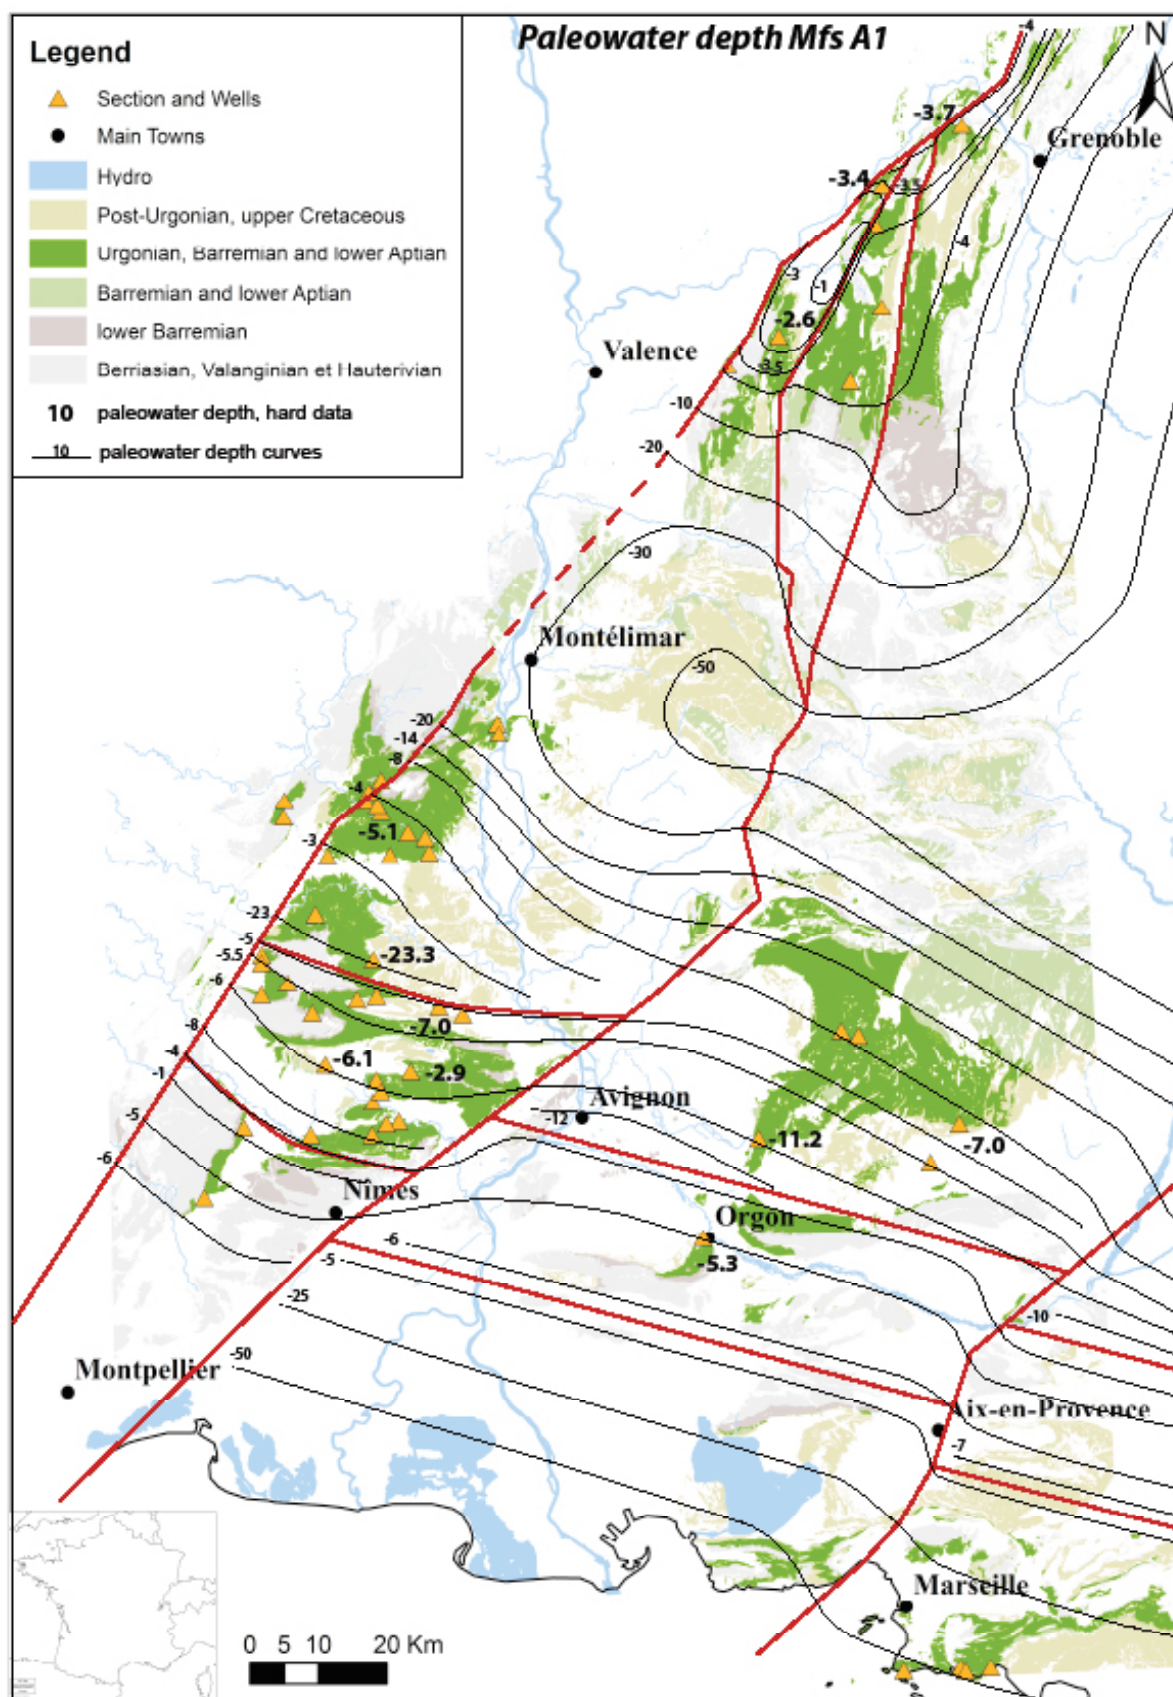 Paleowater depth Mfs A1
N
Legend
Section and Wells
Main Towns
Hydro
Post-Urgonian, upper Cretaceous
Urgonian, Barremian and lower Aptian
Barremian and lower Aptian
lower Barremian
Berriasian, Valanginian et Hauterivian
10 paleowater depth, hard data
10 paleowater depth curves
-4
-3.7
Grenoble
-3.4
-3.5
-4
-3
-1
-2.6
-3.5
Valence
-10
-20
-30
Montélimar
-50
-20
-14
-8
-4
-5.1
-3
-23
-5
-5.5
-23.3
-6
-7.0
-8
-6.1
-2.9
-4
-1
-12
Avignon
-5
-11.2
-7.0
-6
Nîmes
Orgon
-6
-5
-5.3
-25
-10
-50
Montpellier
Aix-en-Provence
-7
Marseille
0 5 10 20 Km